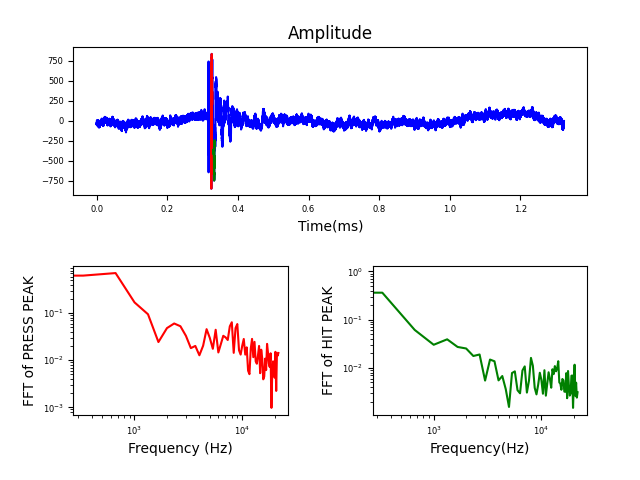 Amplitude
750
500
250
0
−250
−500
−750
0.0 0.2 0.4 0.6 0.8 1.0 1.2
Time(ms)
FFT of PRESS PEAK
10⁻¹
10⁻²
10⁻³
10³ 10⁴
Frequency (Hz)
FFT of HIT PEAK
10⁰
10⁻¹
10⁻²
10³ 10⁴
Frequency(Hz)